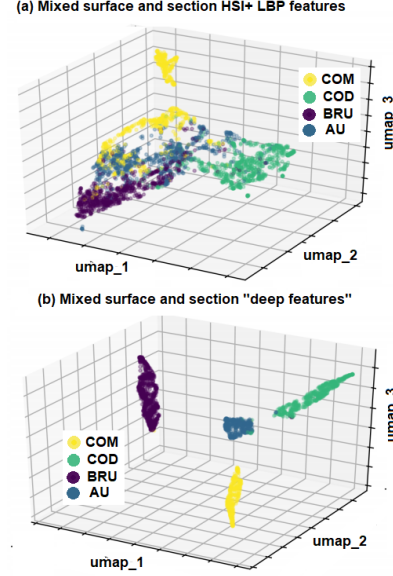 (a) Mixed surface and section HSI+ LBP features
COM
COD
BRU
AU
umap_3
umap_2
umap_1
(b) Mixed surface and section "deep features"
COM
COD
BRU
AU
umap_3
umap_2
umap_1